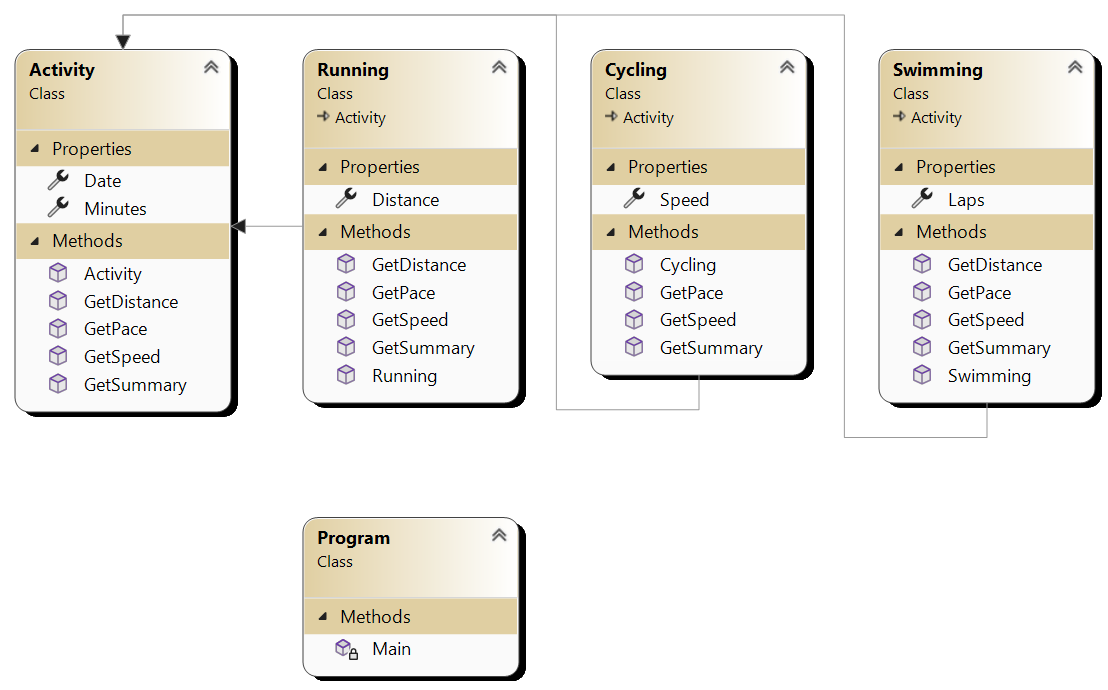 Activity
Class
Properties
Date
Minutes
Methods
Activity
GetDistance
GetPace
GetSpeed
GetSummary
Running
Class
Activity
Properties
Distance
Methods
GetDistance
GetPace
GetSpeed
GetSummary
Running
Cycling
Class
Activity
Properties
Speed
Methods
Cycling
GetPace
GetSpeed
GetSummary
Swimming
Class
Activity
Properties
Laps
Methods
GetDistance
GetPace
GetSpeed
GetSummary
Swimming
Program
Class
Methods
Main